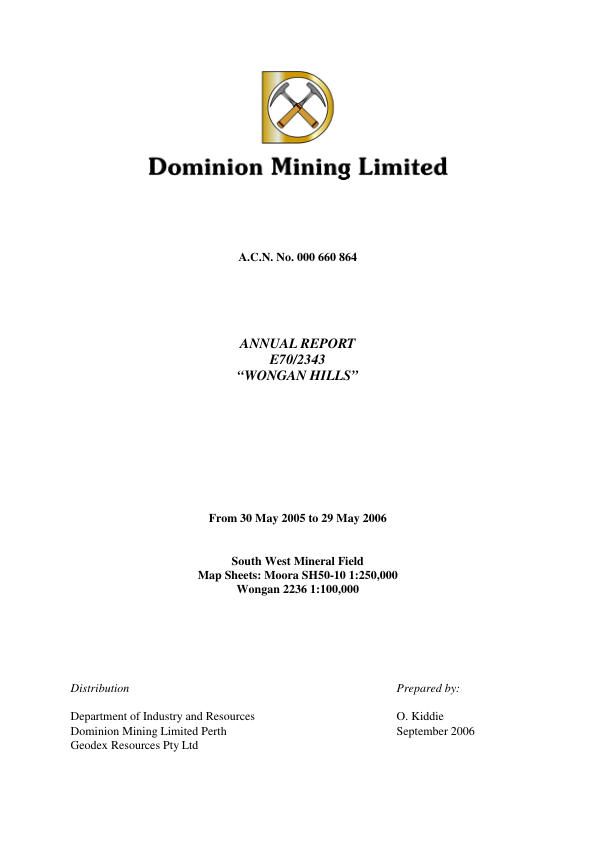 Dominion Mining Limited
A.C.N. No. 000 660 864
ANNUAL REPORT
E70/2343
“WONGAN HILLS”
From 30 May 2005 to 29 May 2006
South West Mineral Field
Map Sheets: Moora SH50-10 1:250,000
Wongan 2236 1:100,000
Distribution
Department of Industry and Resources
Dominion Mining Limited Perth
Geodex Resources Pty Ltd
Prepared by:
O. Kiddie
September 2006